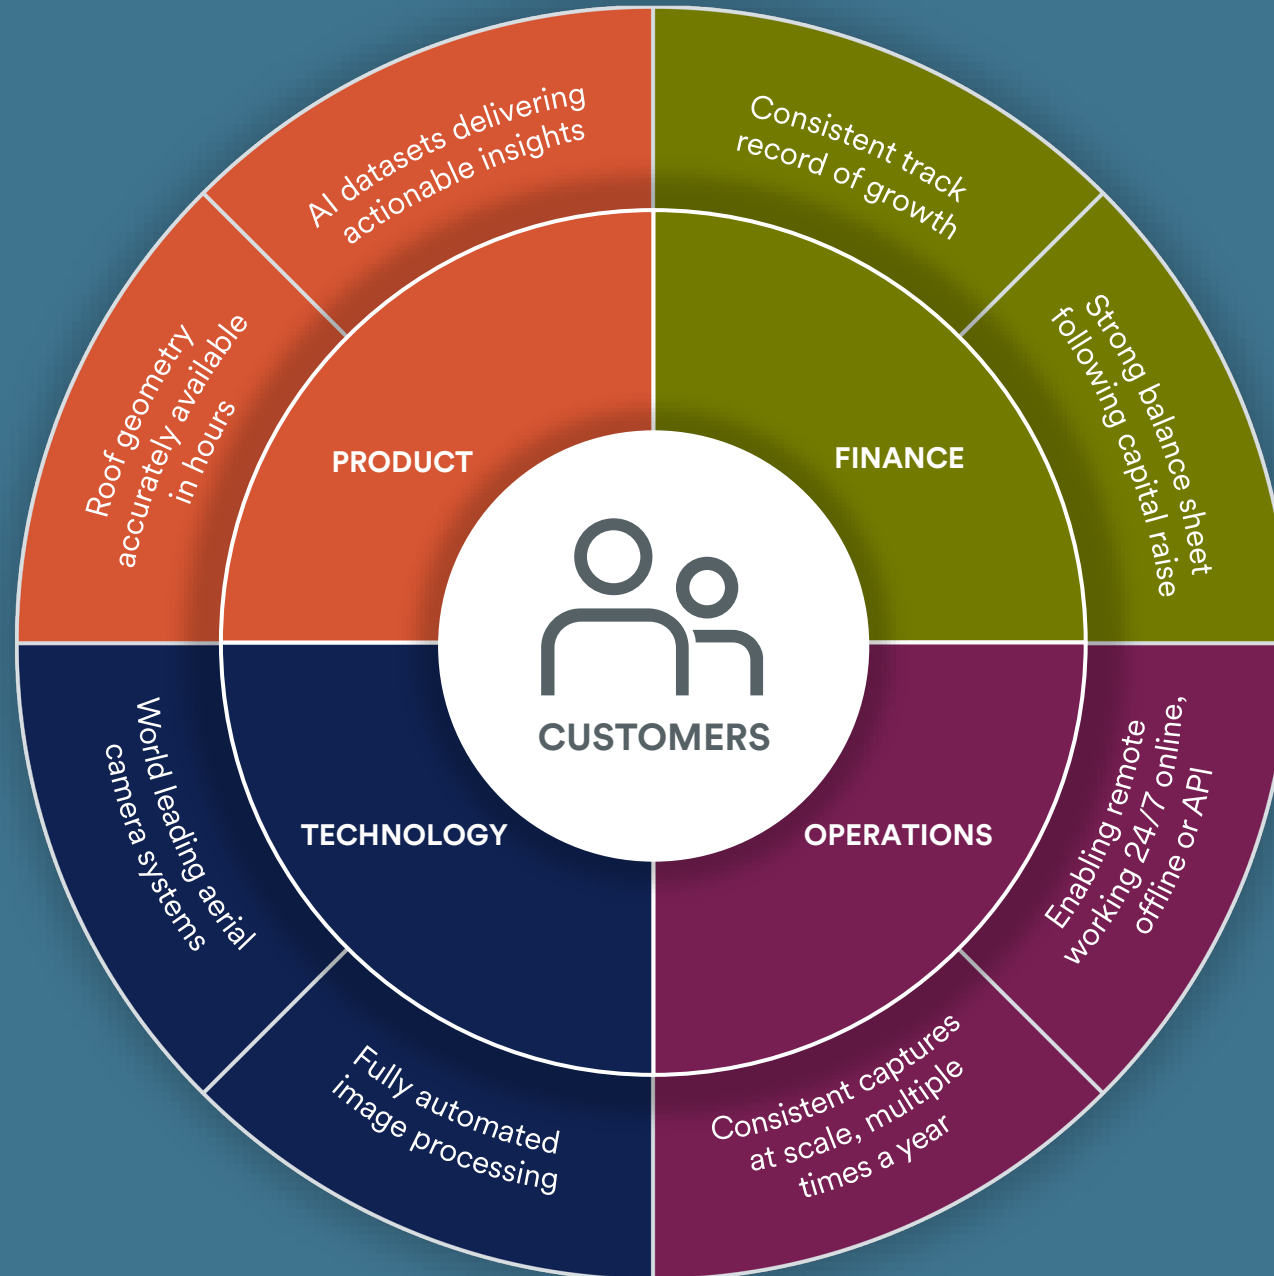 AI datasets delivering
actionable insights
Consistent track
record of growth
Roof geometry
accurately available
in hours
Strong balance sheet
following capital raise
PRODUCT
FINANCE
CUSTOMERS
TECHNOLOGY
OPERATIONS
World leading aerial
camera systems
Enabling remote
working 24/7 online,
offline or API
Fully automated
image processing
Consistent captures
at scale, multiple
times a year